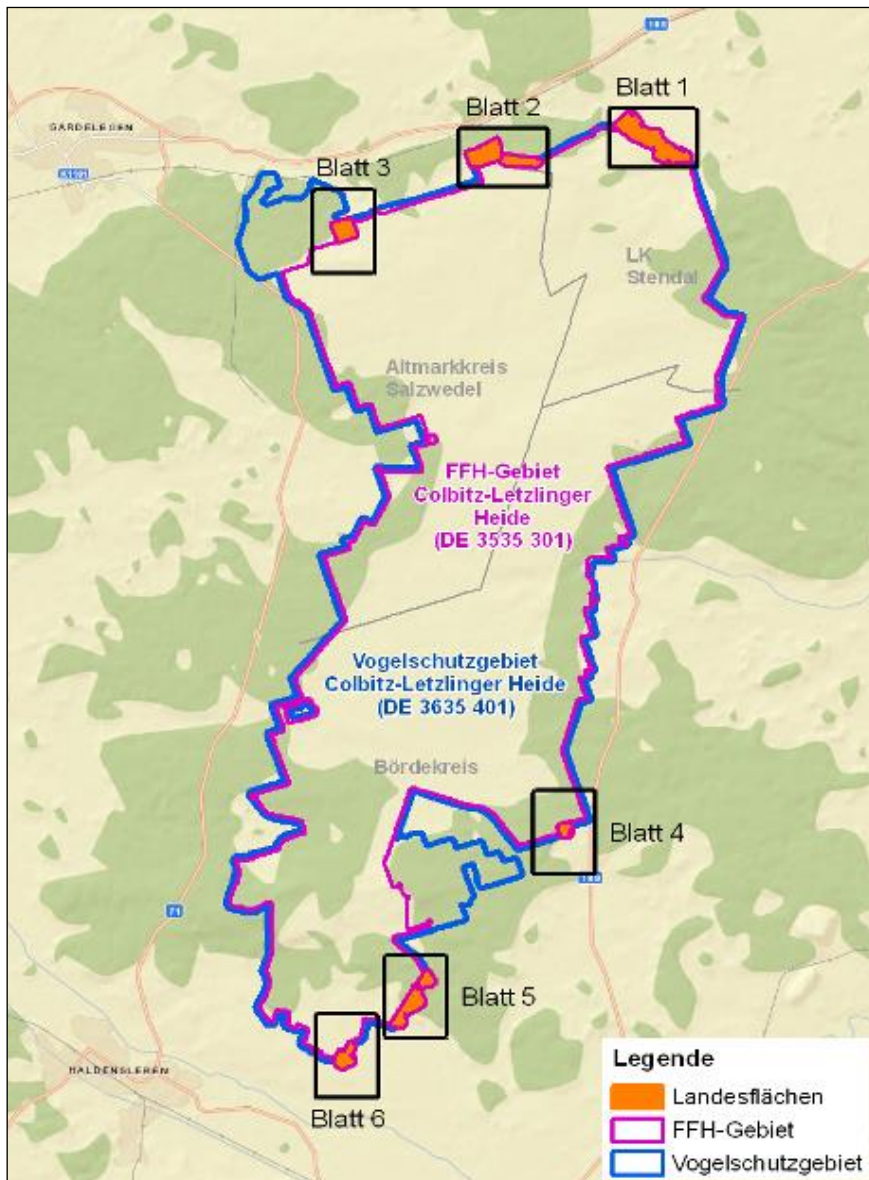 188
Blatt 1
Blatt 2
GARDELEGEN
Blatt 3
LK
Stendal
Altmarkkreis
Salzwedel
FFH-Gebiet
Colbitz-Letzlinger
Heide
(DE 3535 301)
Vogelschutzgebiet
Colbitz-Letzlinger Heide
(DE 3635 401)
Bördekreis
Blatt 4
71
Blatt 5
HALDENSLEBEN
Blatt 6
Legende
Landesflächen
FFH-Gebiet
Vogelschutzgebiet